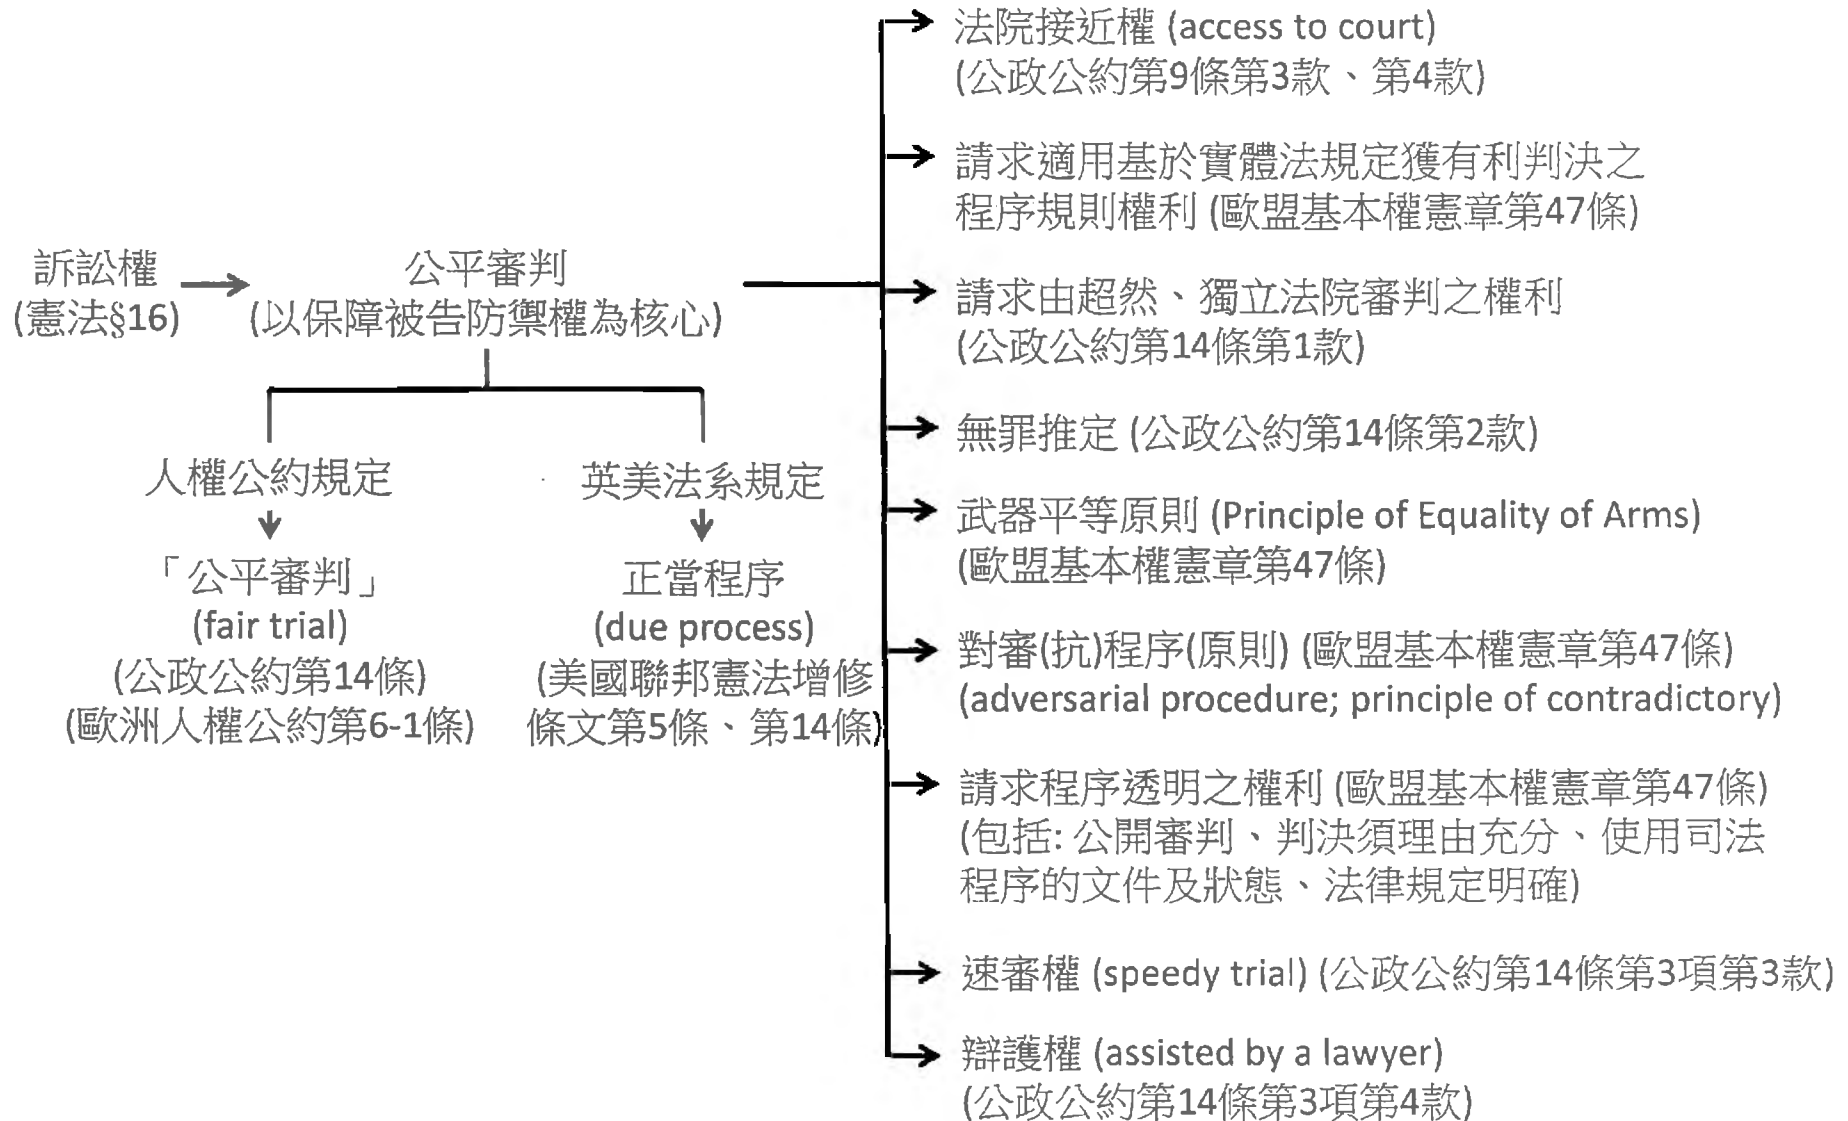 訴訟權
(憲法§16)
公平審判
(以保障被告防禦權為核心)
人權公約規定
「公平審判」
(fair trial)
(公政公約第14條)
(歐洲人權公約第6-1條)
英美法系規定
正當程序
(due process)
(美國聯邦憲法增修
條文第5條、第14條)
法院接近權 (access to court)
(公政公約第9條第3款、第4款)
請求適用基於實體法規定獲有利判決之
程序規則權利 (歐盟基本權憲章第47條)
請求由超然、獨立法院審判之權利
(公政公約第14條第1款)
無罪推定 (公政公約第14條第2款)
武器平等原則 (Principle of Equality of Arms)
(歐盟基本權憲章第47條)
對審(抗)程序(原則) (歐盟基本權憲章第47條)
(adversarial procedure; principle of contradictory)
請求程序透明之權利 (歐盟基本權憲章第47條)
(包括: 公開審判、判決須理由充分、使用司法
程序的文件及狀態、法律規定明確)
速審權 (speedy trial) (公政公約第14條第3項第3款)
辯護權 (assisted by a lawyer)
(公政公約第14條第3項第4款)